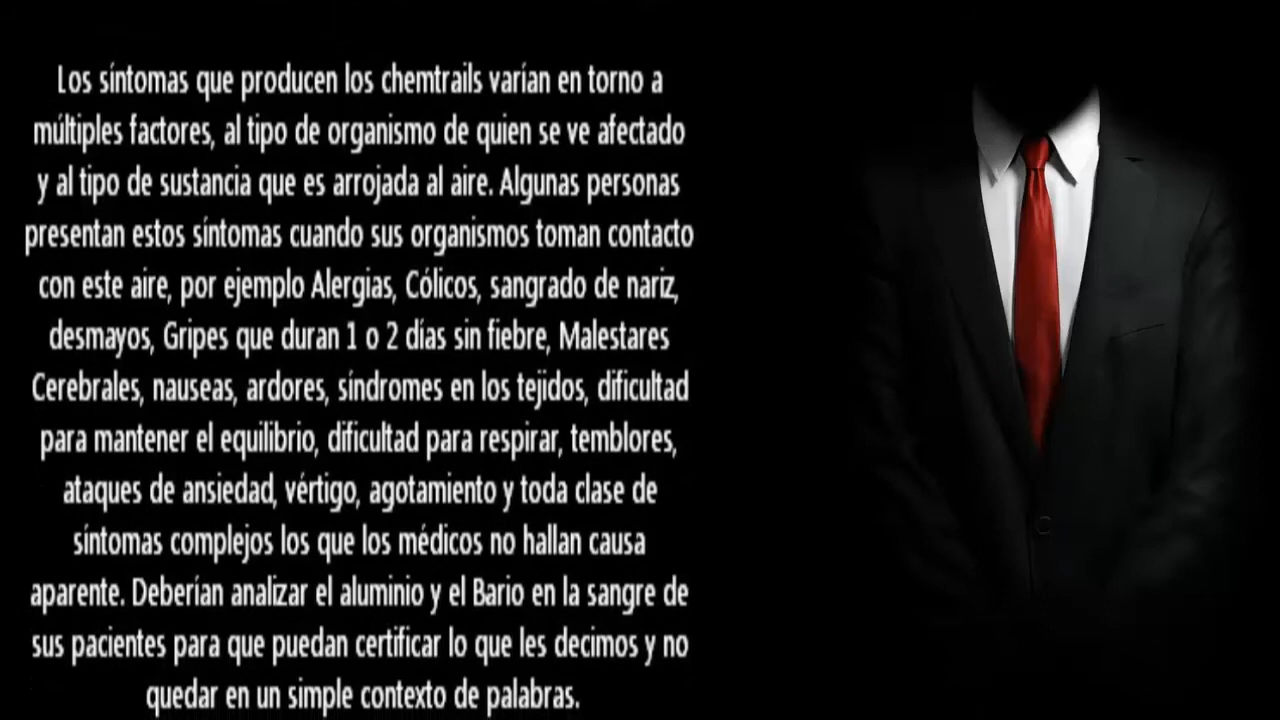 Los síntomas que producen los chemtrails varían en torno a
múltiples factores, al tipo de organismo de quien se ve afectado
y al tipo de sustancia que es arrojada al aire. Algunas personas
presentan estos síntomas cuando sus organismos toman contacto
con este aire, por ejemplo Alergias, Cólicos, sangrado de nariz,
desmayos, Gripes que duran 1 o 2 días sin fiebre, Malestares
Cerebrales, nauseas, ardores, síndromes en los tejidos, dificultad
para mantener el equilibrio, dificultad para respirar, temblores,
ataques de ansiedad, vértigo, agotamiento y toda clase de
síntomas complejos los que los médicos no hallan causa
aparente. Deberían analizar el aluminio y el Bario en la sangre de
sus pacientes para que puedan certificar lo que les decimos y no
quedar en un simple contexto de palabras.